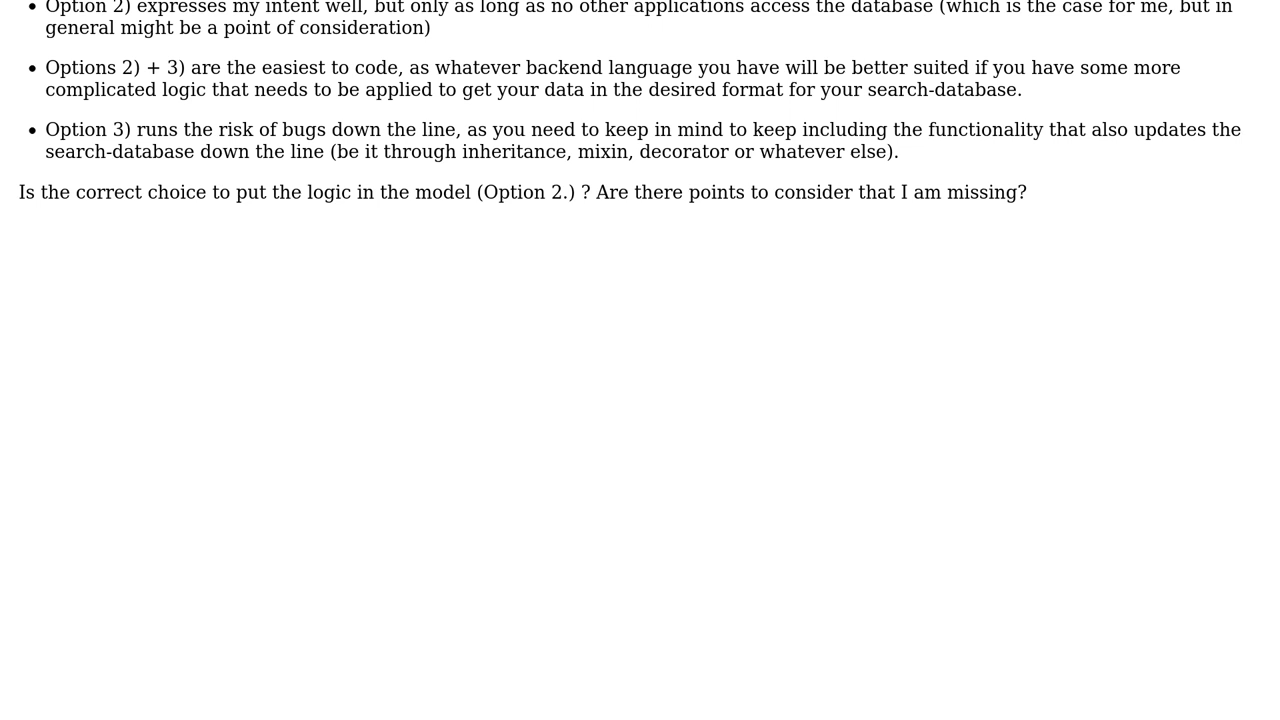 • Option 2) expresses my intent well, but only as long as no other applications access the database (which is the case for me, but in
general might be a point of consideration)
• Options 2) + 3) are the easiest to code, as whatever backend language you have will be better suited if you have some more
complicated logic that needs to be applied to get your data in the desired format for your search-database.
• Option 3) runs the risk of bugs down the line, as you need to keep in mind to keep including the functionality that also updates the
search-database down the line (be it through inheritance, mixin, decorator or whatever else).
Is the correct choice to put the logic in the model (Option 2.) ? Are there points to consider that I am missing?